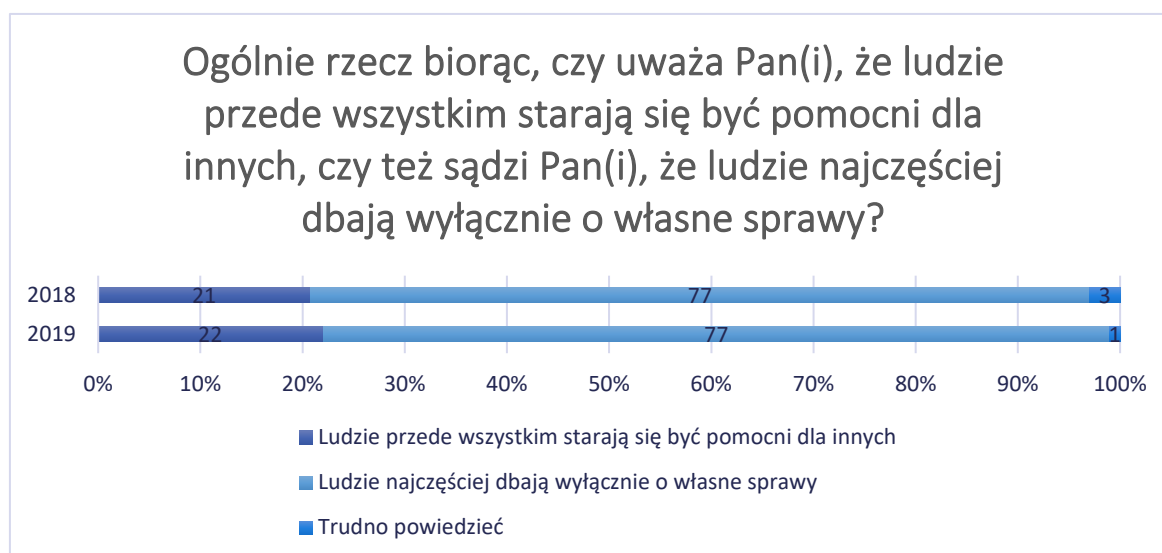 Ogólnie rzecz biorąc, czy uważa Pan(i), że ludzie
przede wszystkim starają się być pomocni dla
innych, czy też sądzi Pan(i), że ludzie najczęściej
dbają wyłącznie o własne sprawy?
2018 21 77 3
2019 22 77 1
0% 10% 20% 30% 40% 50% 60% 70% 80% 90% 100%
Ludzie przede wszystkim starają się być pomocni dla innych
Ludzie najczęściej dbają wyłącznie o własne sprawy
Trudno powiedzieć